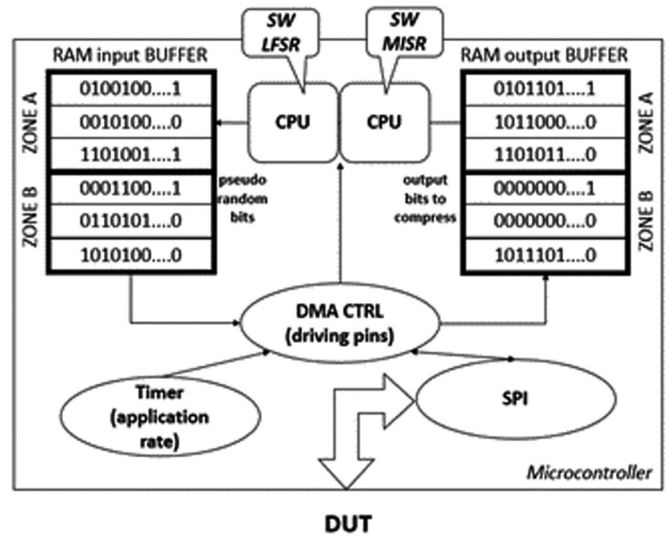 SW
LFSR
SW
MISR
RAM input BUFFER
RAM output BUFFER
ZONE A
0100100....1
0010100....0
1101001....1
ZONE B
0001100....1
0110101....0
1010100....0
CPU
CPU
pseudo
random
bits
output
bits to
compress
0101101....1
1011000....0
1101011....0
ZONE A
0000000....1
0000000....0
1011101....0
ZONE B
DMA CTRL
(driving pins)
Timer
(application
rate)
SPI
Microcontroller
DUT